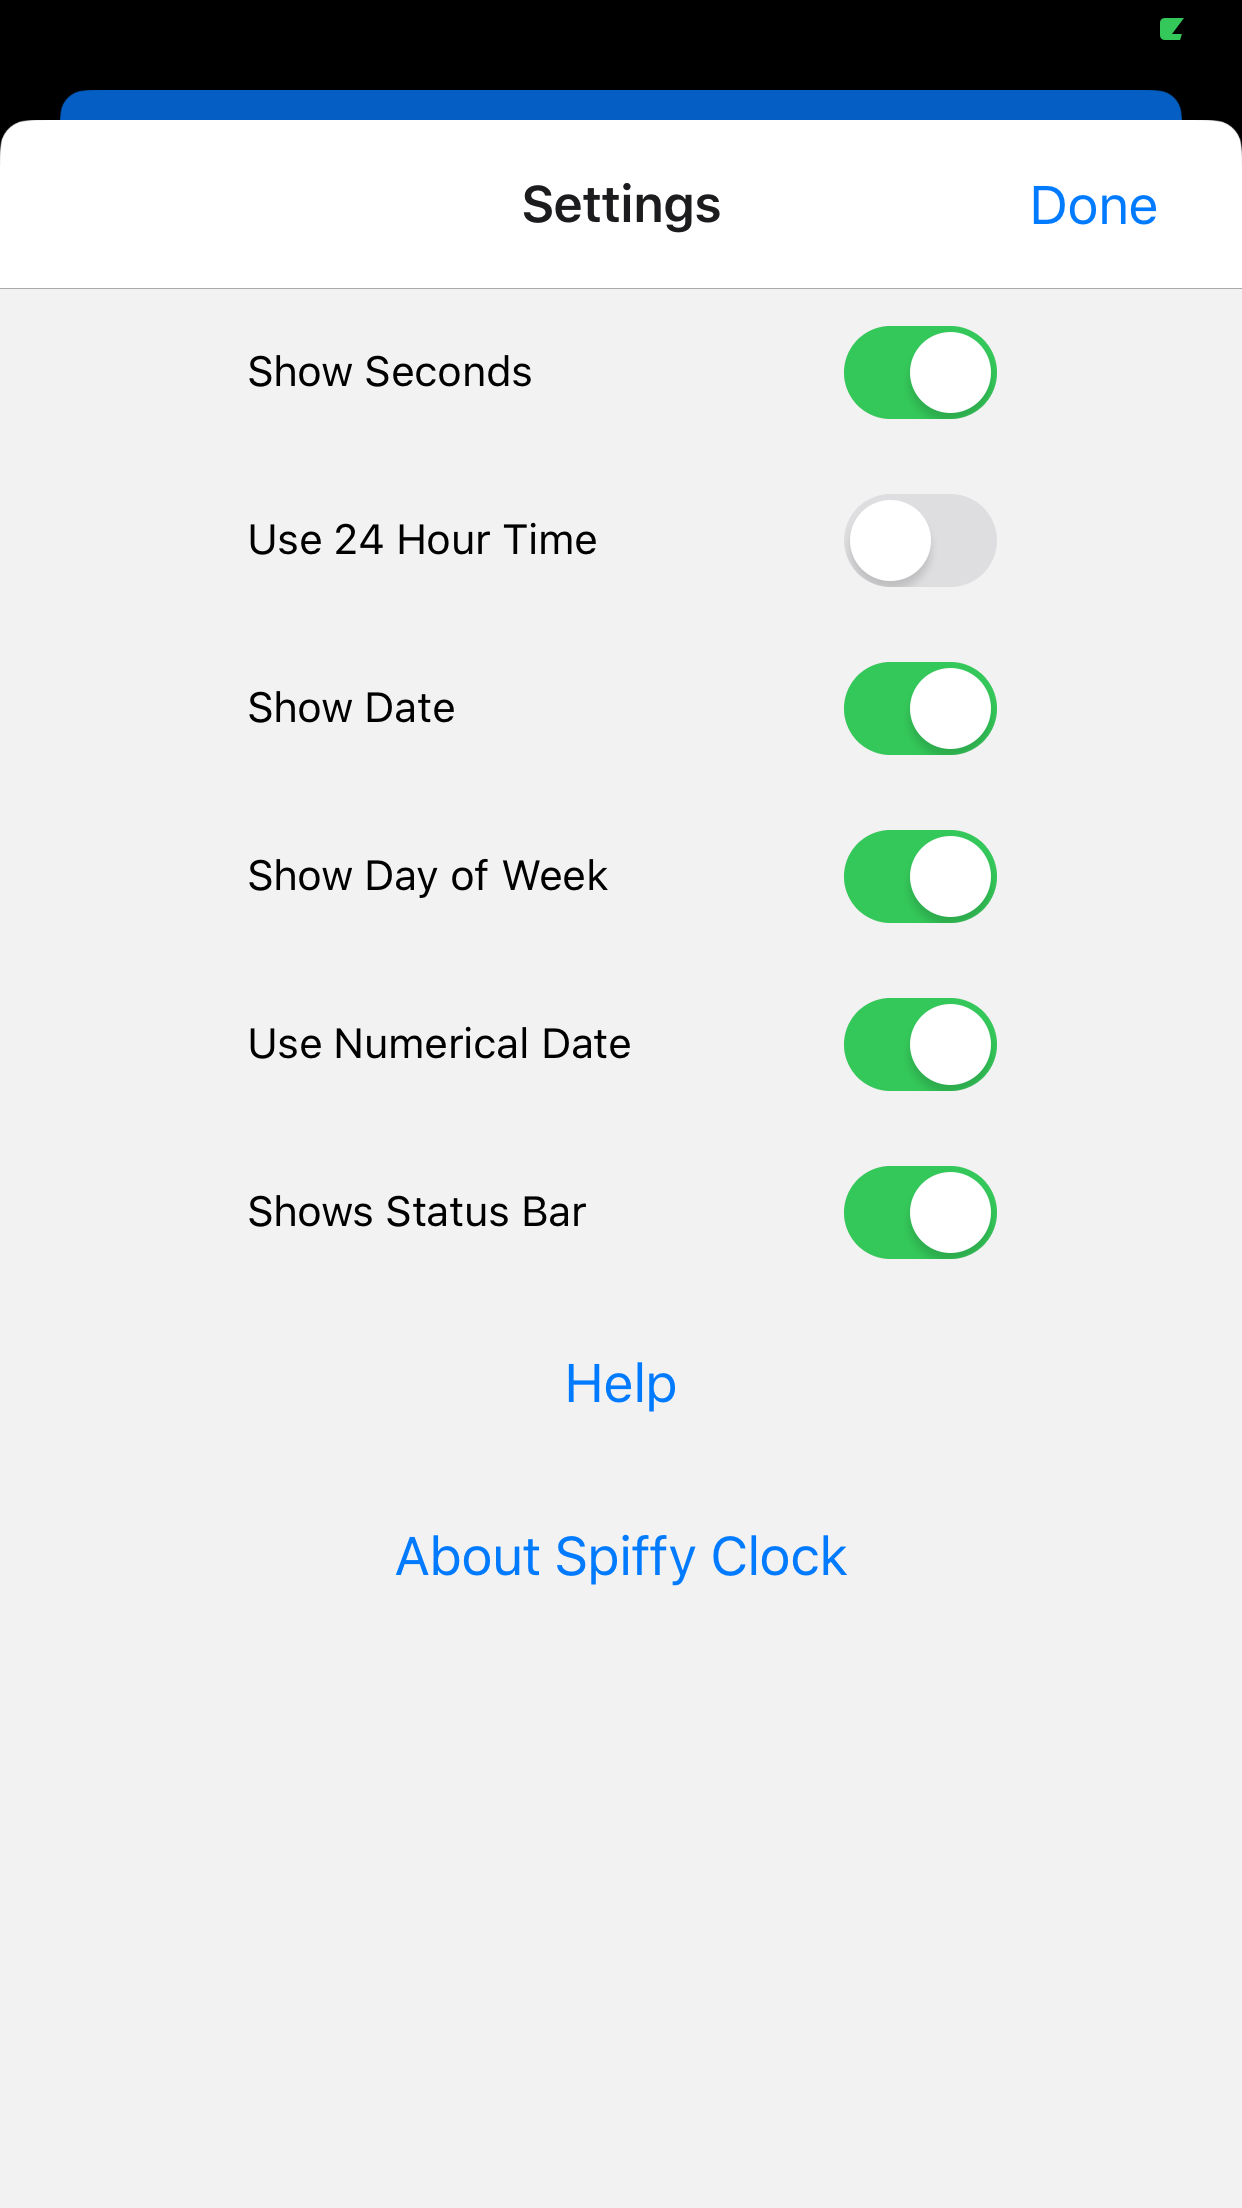 Settings
Done
Show Seconds
Use 24 Hour Time
Show Date
Show Day of Week
Use Numerical Date
Shows Status Bar
Help
About Spiffy Clock